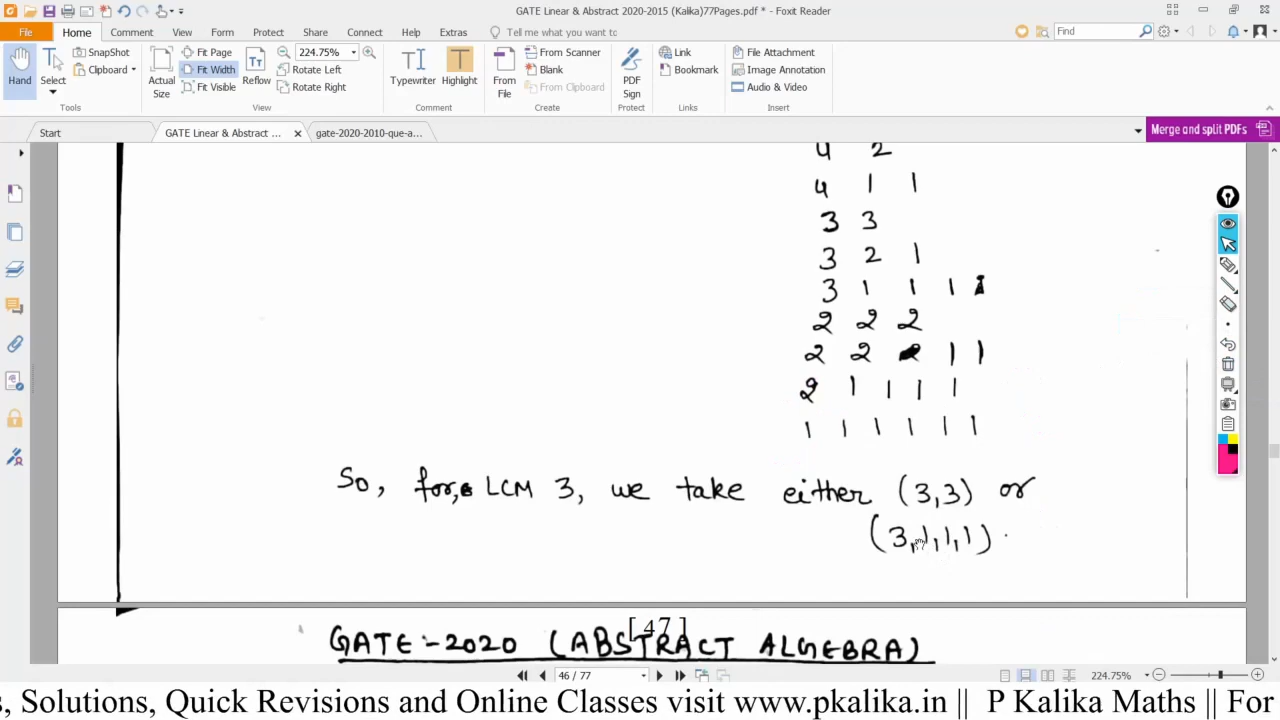 GATE Linear & Abstract 2020-2015 (Kalika)77Pages.pdf * - Foxit Reader
File Home Comment View Form Protect Share Connect Help Extras Tell me what you want to Find
SnapShot Fit Page 224.75% From Scanner Link File Attachment
Clipboard Fit Width Rotate Left Blank Bookmark Image Annotation
Fit Visible Rotate Right From Clipboard Audio & Video
Hand Select Actual Size Reflow Typewriter Highlight From File PDF Sign
Tools View Comment Create Protect Links Insert
Start GATE Linear & Abstract ... gate-2020-2010-que-a... Merge and split PDFs
4 2
4 1 1
3 3
3 2 1
3 1 1 1
2 2 2
2 2 1 1
2 1 1 1 1
1 1 1 1 1 1
So, for, LCM 3, we take either (3,3) or
(3,1,1,1).
[ 47 ]
GATE:-2020 (ABSTRACT ALGEBRA)
46 / 77 224.75%
s, Solutions, Quick Revisions and Online Classes visit www.pkalika.in || P Kalika Maths || For